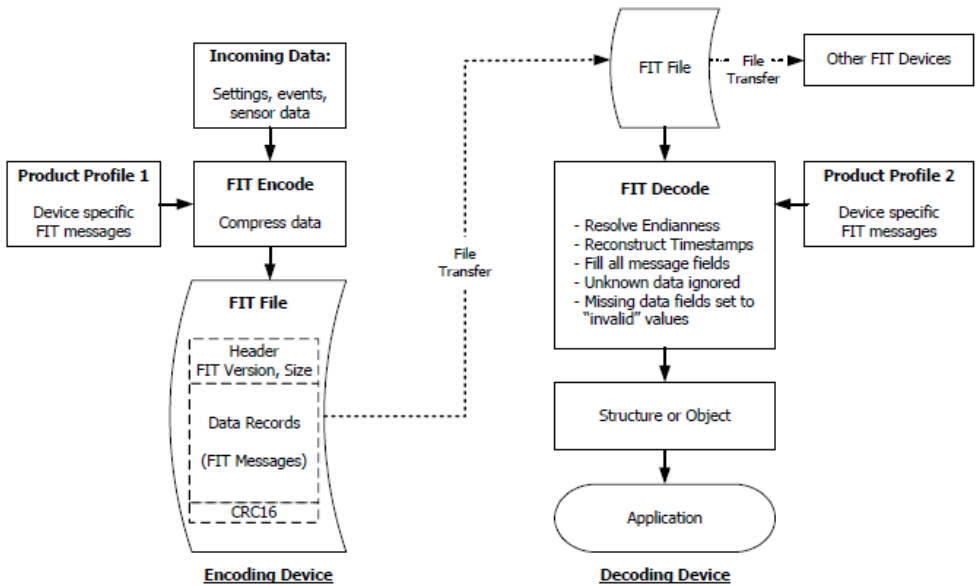 Incoming Data:
Settings, events,
sensor data
Product Profile 1
Device specific
FIT messages
FIT Encode
Compress data
FIT File
Header
FIT Version, Size
Data Records
(FIT Messages)
CRC16
Encoding Device
File
Transfer
FIT File
File
Transfer
Other FIT Devices
FIT Decode
- Resolve Endianness
- Reconstruct Timestamps
- Fill all message fields
- Unknown data ignored
- Missing data fields set to
“invalid” values
Product Profile 2
Device specific
FIT messages
Structure or Object
Application
Decoding Device